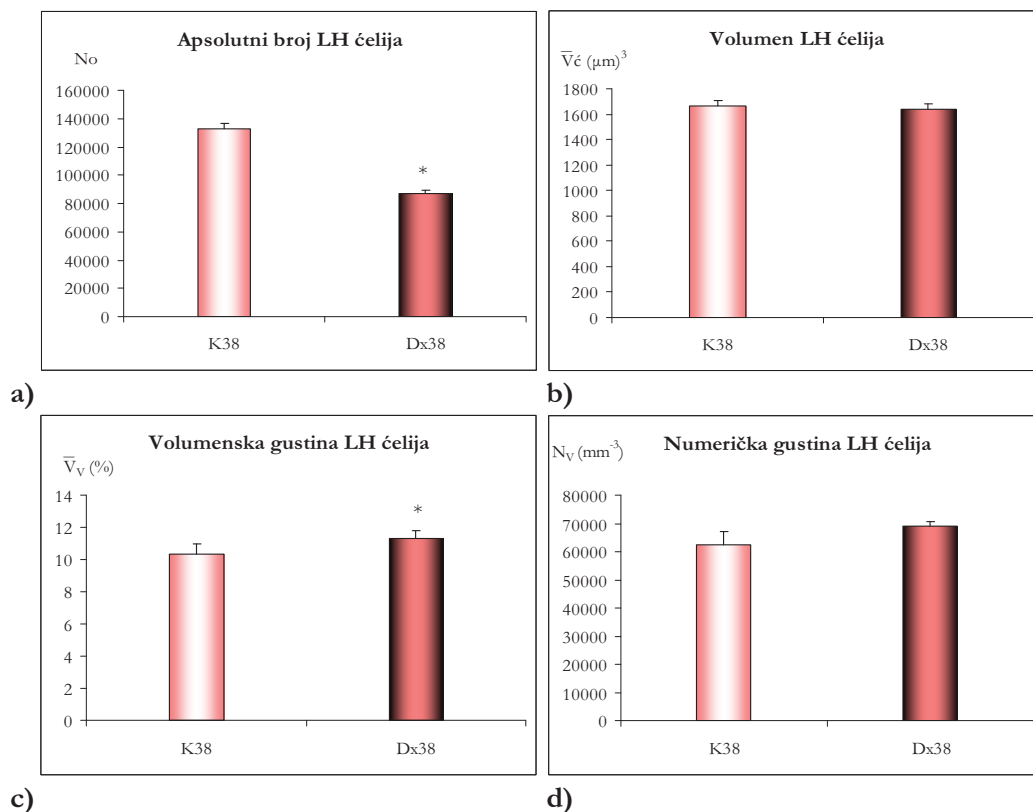 Apsolutni broj LH ćelija
No
160000
140000
120000
100000
80000
60000
40000
20000
0
*
K38
Dx38
a)
Volumen LH ćelija
V̅ć (µm)³
1800
1600
1400
1200
1000
800
600
400
200
0
K38
Dx38
b)
Volumenska gustina LH ćelija
V̅V (%)
14
12
10
8
6
4
2
0
*
K38
Dx38
c)
Numerička gustina LH ćelija
NV (mm⁻³)
80000
70000
60000
50000
40000
30000
20000
10000
0
K38
Dx38
d)